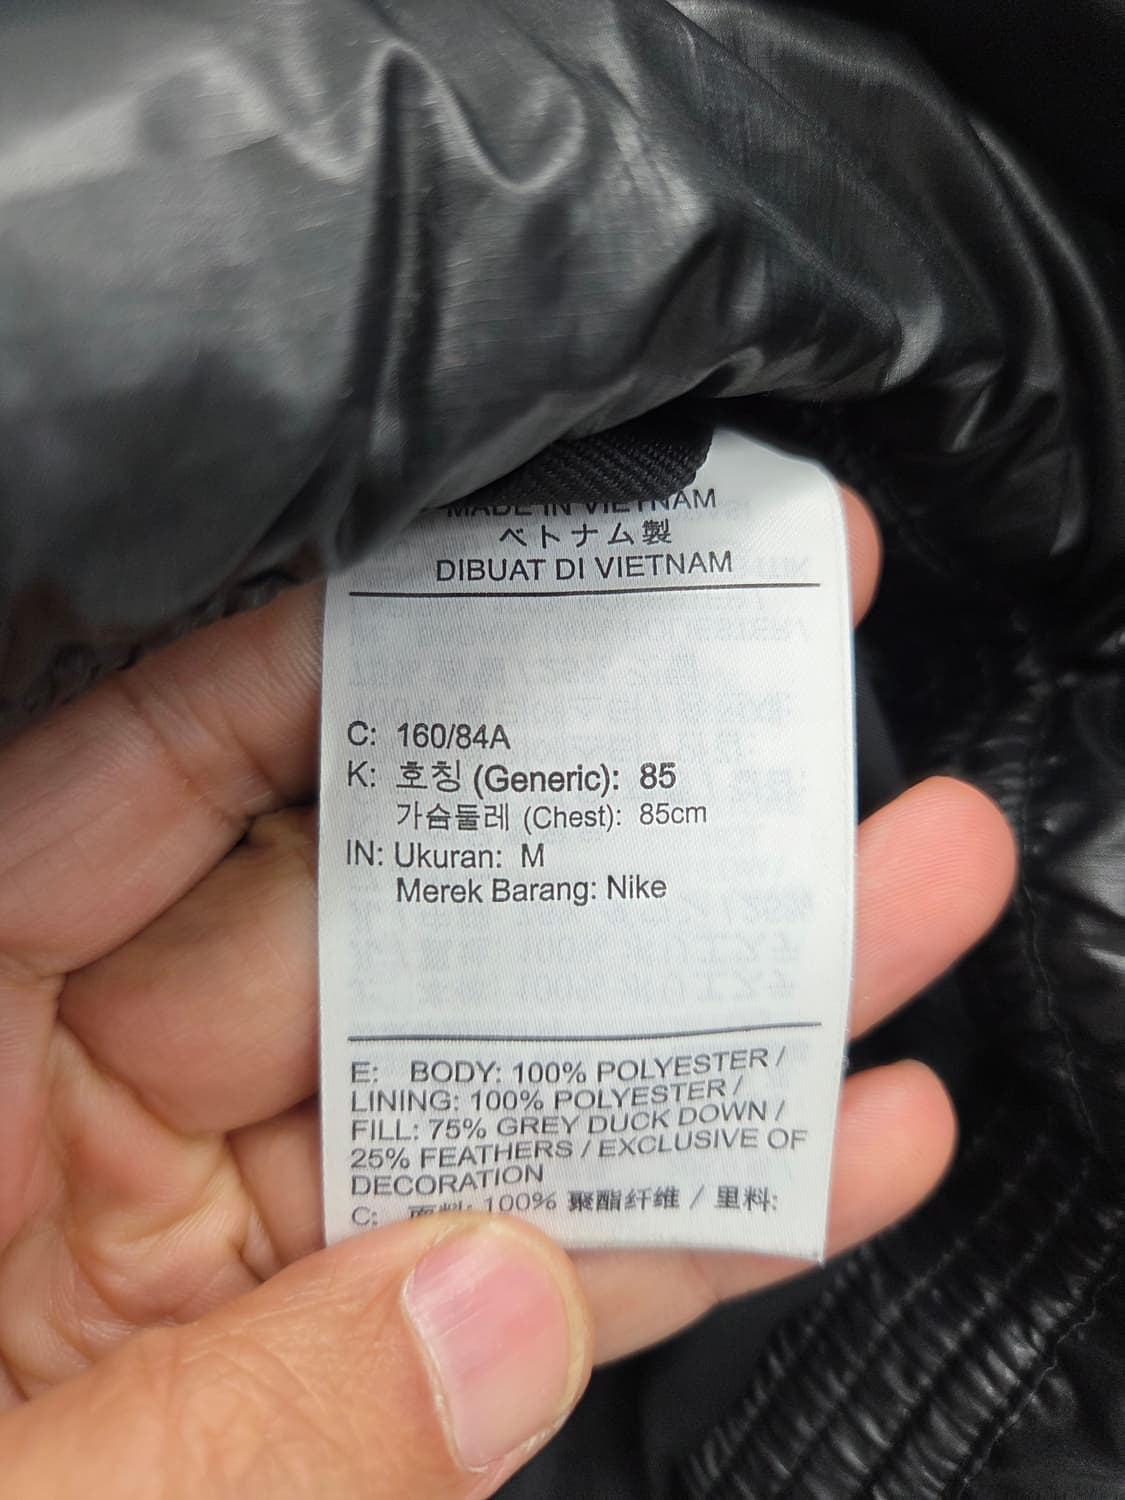 MADE IN VIETNAM
ベトナム製
DIBUAT DI VIETNAM
C: 160/84A
K: 호칭 (Generic): 85
가슴둘레 (Chest): 85cm
IN: Ukuran: M
Merek Barang: Nike
E: BODY: 100% POLYESTER /
LINING: 100% POLYESTER /
FILL: 75% GREY DUCK DOWN /
25% FEATHERS / EXCLUSIVE OF
DECORATION
C: 面料: 100% 聚酯纤维 / 里料: